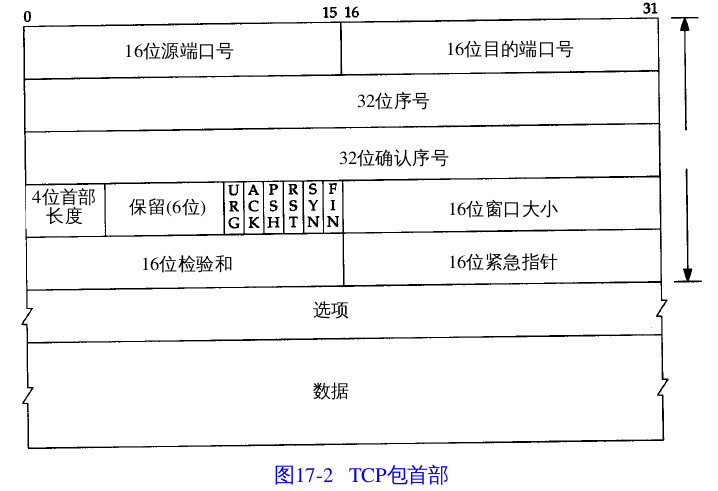 0 15 16 31
16位源端口号 16位目的端口号
32位序号
32位确认序号
4位首部
长度
保留(6位)
URG
ACK
PSH
RST
SYN
FIN
16位窗口大小
16位检验和 16位紧急指针
选项
数据
图17-2 TCP包首部